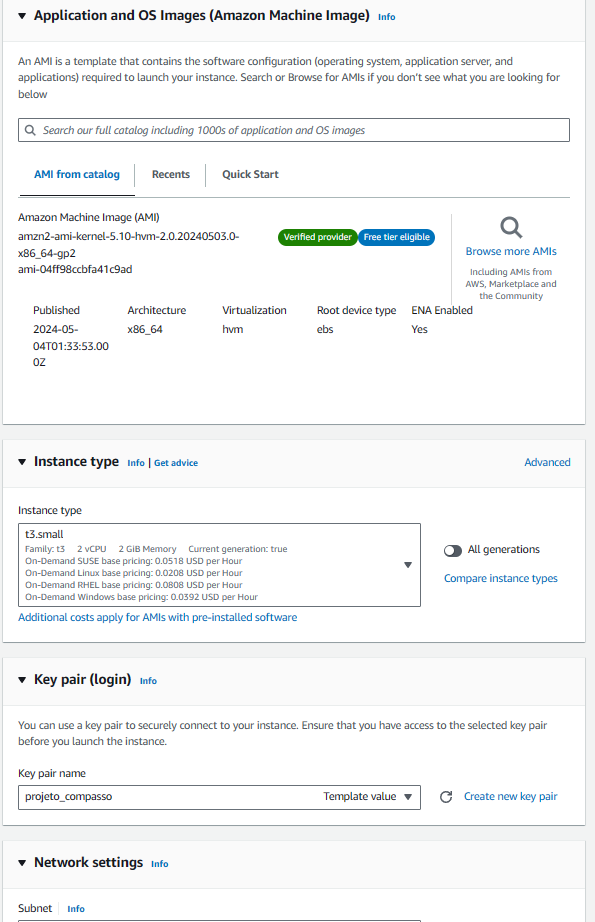 Application and OS Images (Amazon Machine Image) Info
An AMI is a template that contains the software configuration (operating system, application server, and
applications) required to launch your instance. Search or Browse for AMIs if you don't see what you are looking for
below
Search our full catalog including 1000s of application and OS images
AMI from catalog Recents Quick Start
Amazon Machine Image (AMI)
amzn2-ami-kernel-5.10-hvm-2.0.20240503.0-
x86_64-gp2
ami-04ff98ccbfa41c9ad
Verified provider Free tier eligible
Browse more AMIs
Including AMIs from
AWS, Marketplace and
the Community
Published Architecture Virtualization Root device type ENA Enabled
2024-05- x86_64 hvm ebs Yes
04T01:33:53.00
0Z
Instance type Info | Get advice Advanced
Instance type
t3.small
Family: t3 2 vCPU 2 GiB Memory Current generation: true
On-Demand SUSE base pricing: 0.0518 USD per Hour
On-Demand Linux base pricing: 0.0208 USD per Hour
On-Demand RHEL base pricing: 0.0808 USD per Hour
On-Demand Windows base pricing: 0.0392 USD per Hour
All generations
Compare instance types
Additional costs apply for AMIs with pre-installed software
Key pair (login) Info
You can use a key pair to securely connect to your instance. Ensure that you have access to the selected key pair
before you launch the instance.
Key pair name
projeto_compasso Template value Create new key pair
Network settings Info
Subnet Info